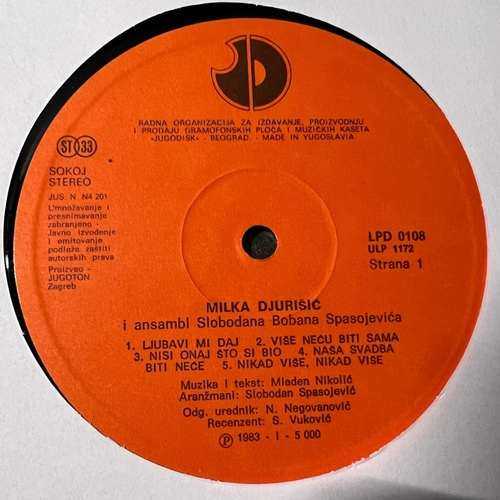 RADNA ORGANIZACIJA ZA IZDAVANJE, PROIZVODNJU
I PRODAJU GRAMOFONSKIH PLOČA I MUZIČKIH KASETA
«JUGODISK» - BEOGRAD. - MADE IN YUGOSLAVIA
ST 33
SOKOJ
STEREO
JUS. N. N4 201
Umnožavanje i
presnimavanje
zabranjeno -
Javno izvođenje
i emitovanje
podleže zaštiti
autorskih prava
Proizveo -
JUGOTON
Zagreb
LPD 0108
ULP 1172
Strana 1
MILKA DJURIŠIĆ
i ansambl Slobodana Bobana Spasojevića
1. LJUBAVI MI DAJ 2. VIŠE NEĆU BITI SAMA
3. NISI ONAJ ŠTO SI BIO 4. NAŠA SVADBA
BITI NEĆE 5. NIKAD VIŠE, NIKAD VIŠE
Muzika i tekst: Mladen Nikolić
Aranžmani: Slobodan Spasojević
Odg. urednik: N. Negovanović
Recenzent: S. Vuković
Ⓟ 1983 - I - 5 000